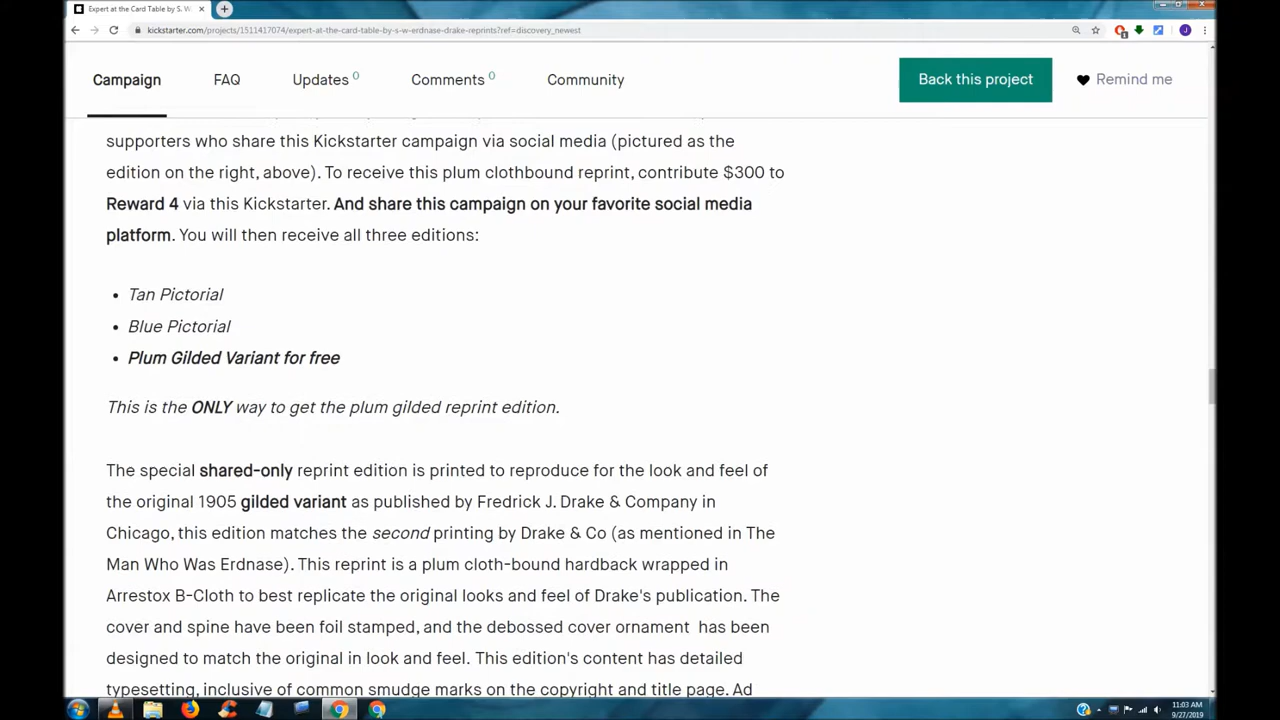 Expert at the Card Table by S. W.
kickstarter.com/projects/1511417074/expert-at-the-card-table-by-s-w-erdnase-drake-reprints?ref=discovery_newest
Campaign FAQ Updates 0 Comments 0 Community Back this project Remind me
supporters who share this Kickstarter campaign via social media (pictured as the
edition on the right, above). To receive this plum clothbound reprint, contribute $300 to
Reward 4 via this Kickstarter. And share this campaign on your favorite social media
platform. You will then receive all three editions:
• Tan Pictorial
• Blue Pictorial
• Plum Gilded Variant for free
This is the ONLY way to get the plum gilded reprint edition.
The special shared-only reprint edition is printed to reproduce for the look and feel of
the original 1905 gilded variant as published by Fredrick J. Drake & Company in
Chicago, this edition matches the second printing by Drake & Co (as mentioned in The
Man Who Was Erdnase). This reprint is a plum cloth-bound hardback wrapped in
Arrestox B-Cloth to best replicate the original looks and feel of Drake's publication. The
cover and spine have been foil stamped, and the debossed cover ornament has been
designed to match the original in look and feel. This edition's content has detailed
typesetting, inclusive of common smudge marks on the copyright and title page. Ad
11:03 AM
9/27/2019